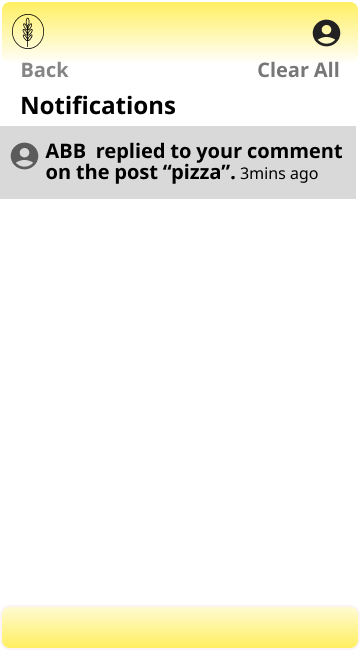 Back Clear All
Notifications
ABB replied to your comment
on the post “pizza”. 3mins ago